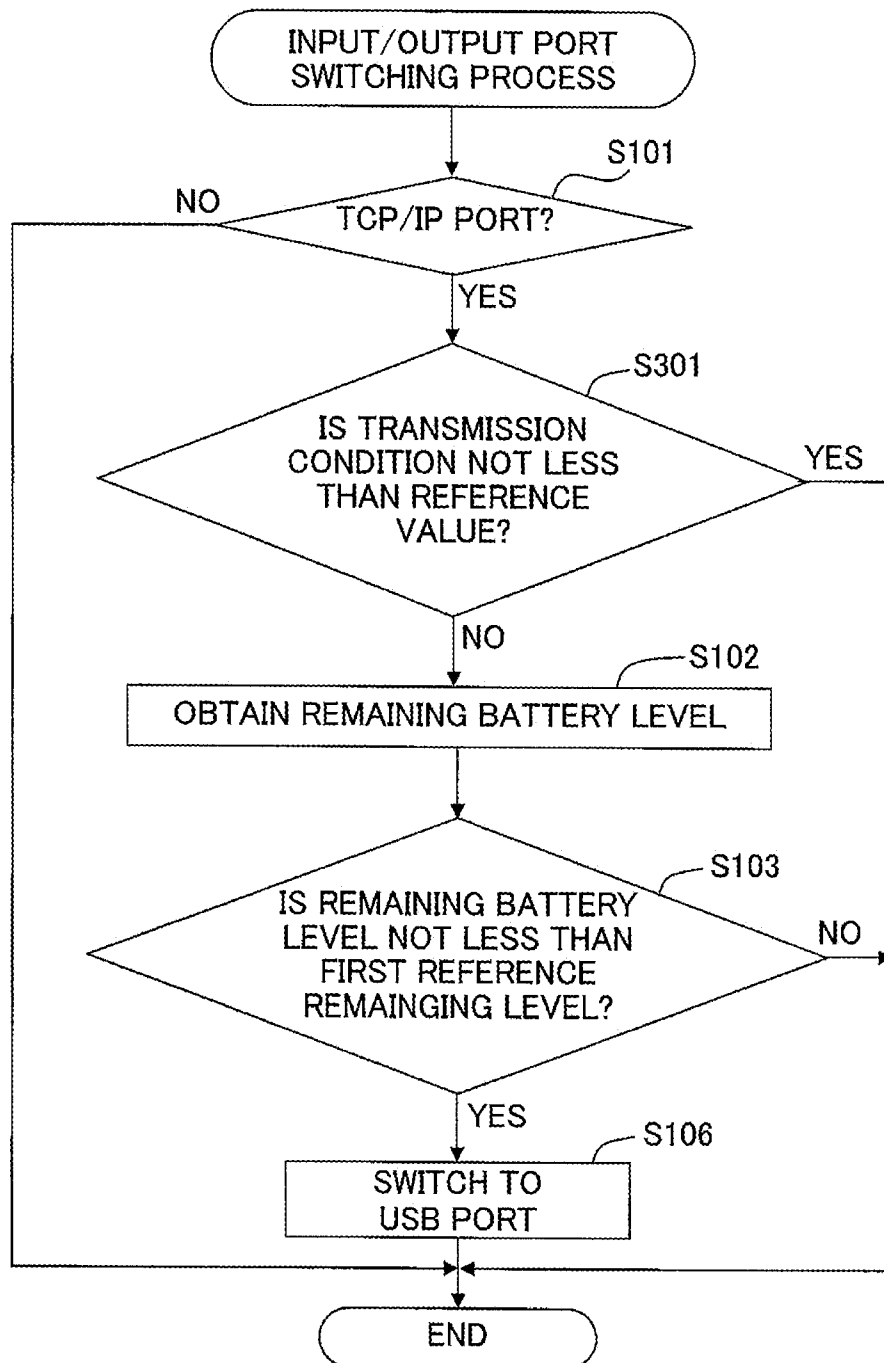 INPUT/OUTPUT PORT
SWITCHING PROCESS
S101
NO
TCP/IP PORT?
YES
S301
IS TRANSMISSION
CONDITION NOT LESS
THAN REFERENCE
VALUE?
YES
NO
S102
OBTAIN REMAINING BATTERY LEVEL
S103
IS REMAINING BATTERY
LEVEL NOT LESS THAN
FIRST REFERENCE
REMAINGING LEVEL?
NO
YES
S106
SWITCH TO
USB PORT
END